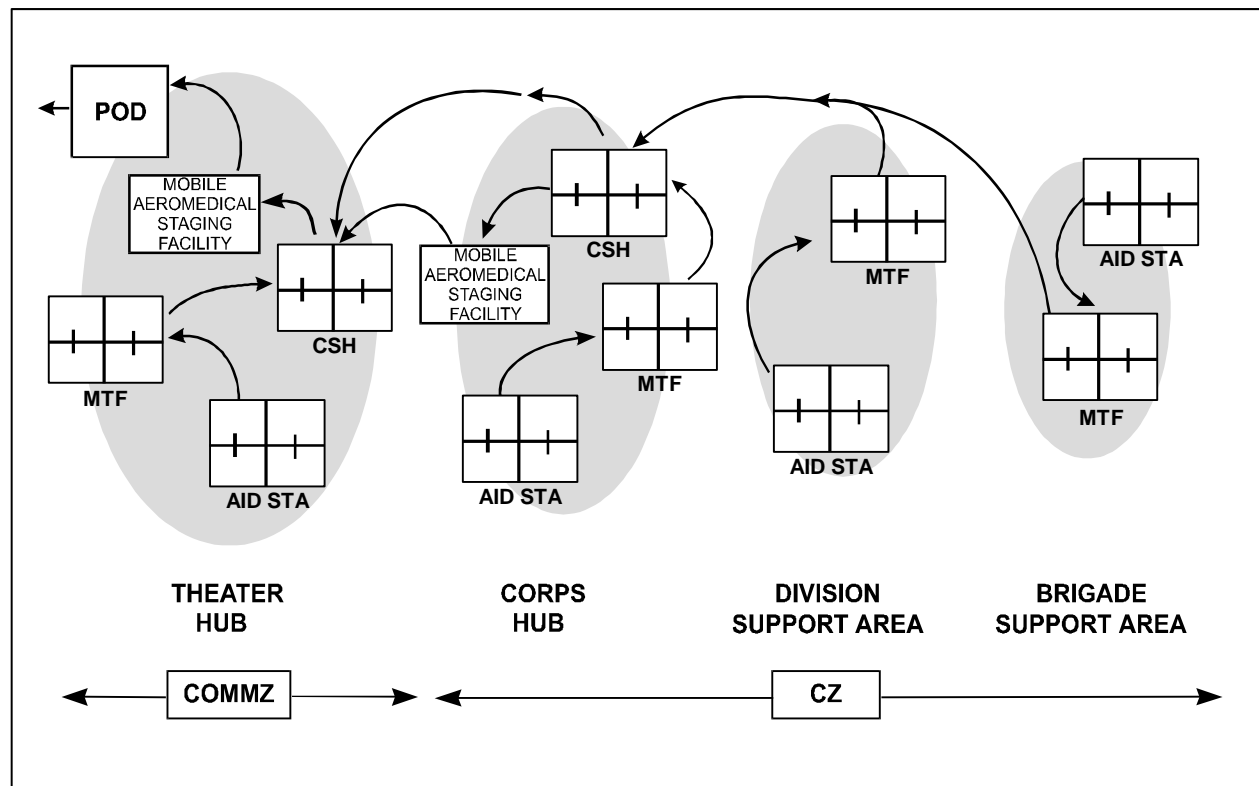 POD
MOBILE
AEROMEDICAL
STAGING
FACILITY
CSH
MTF
AID STA
MOBILE
AEROMEDICAL
STAGING
FACILITY
CSH
MTF
AID STA
MTF
AID STA
AID STA
MTF
THEATER
HUB
CORPS
HUB
DIVISION
SUPPORT AREA
BRIGADE
SUPPORT AREA
COMMZ
CZ